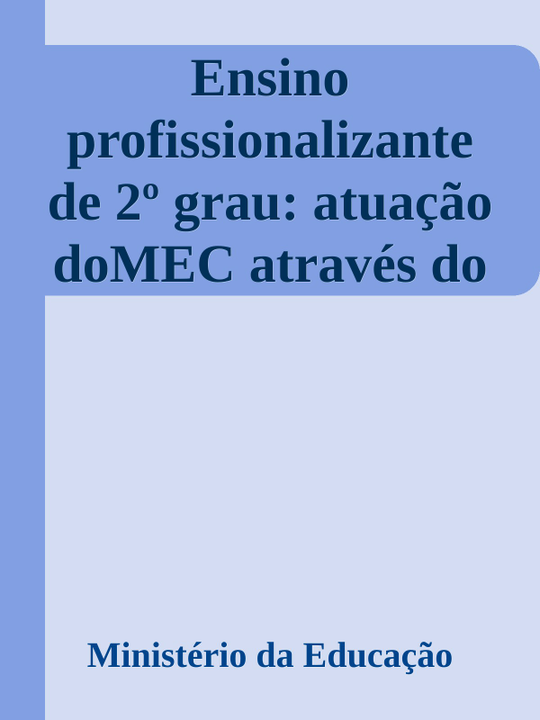 Ensino
profissionalizante
de 2º grau: atuação
doMEC através do
Ministério da Educação